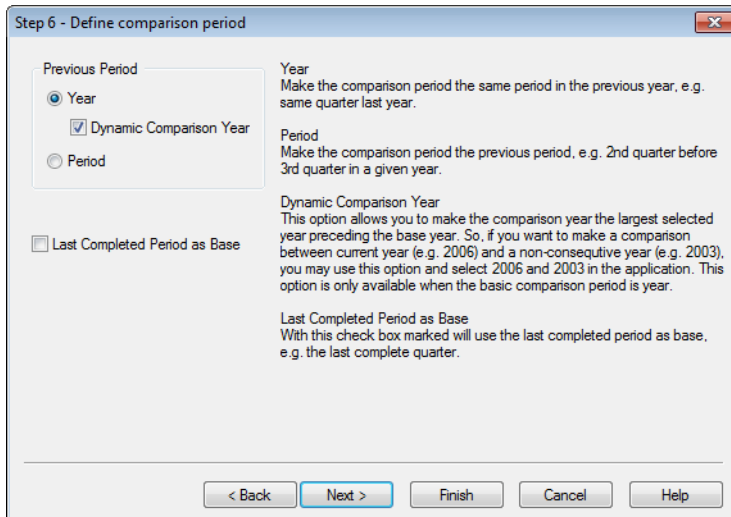 Step 6 - Define comparison period
Previous Period
Year
Dynamic Comparison Year
Period
Last Completed Period as Base
Year
Make the comparison period the same period in the previous year, e.g.
same quarter last year.
Period
Make the comparison period the previous period, e.g. 2nd quarter before
3rd quarter in a given year.
Dynamic Comparison Year
This option allows you to make the comparison year the largest selected
year preceding the base year. So, if you want to make a comparison
between current year (e.g. 2006) and a non-consequtive year (e.g. 2003),
you may use this option and select 2006 and 2003 in the application. This
option is only available when the basic comparison period is year.
Last Completed Period as Base
With this check box marked will use the last completed period as base,
e.g. the last complete quarter.
< Back
Next >
Finish
Cancel
Help